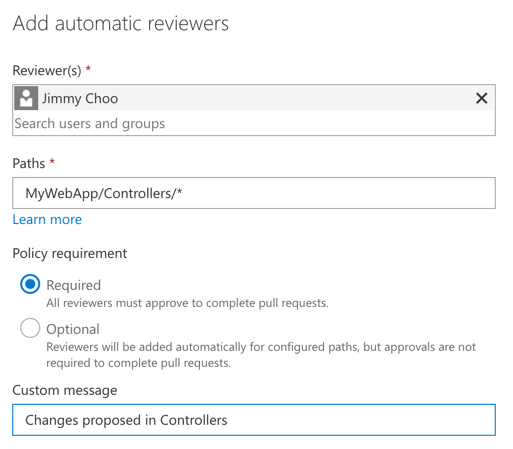 Add automatic reviewers
Reviewer(s) *
Jimmy Choo
Search users and groups
Paths *
MyWebApp/Controllers/*
Learn more
Policy requirement
Required
All reviewers must approve to complete pull requests.
Optional
Reviewers will be added automatically for configured paths, but approvals are not
required to complete pull requests.
Custom message
Changes proposed in Controllers